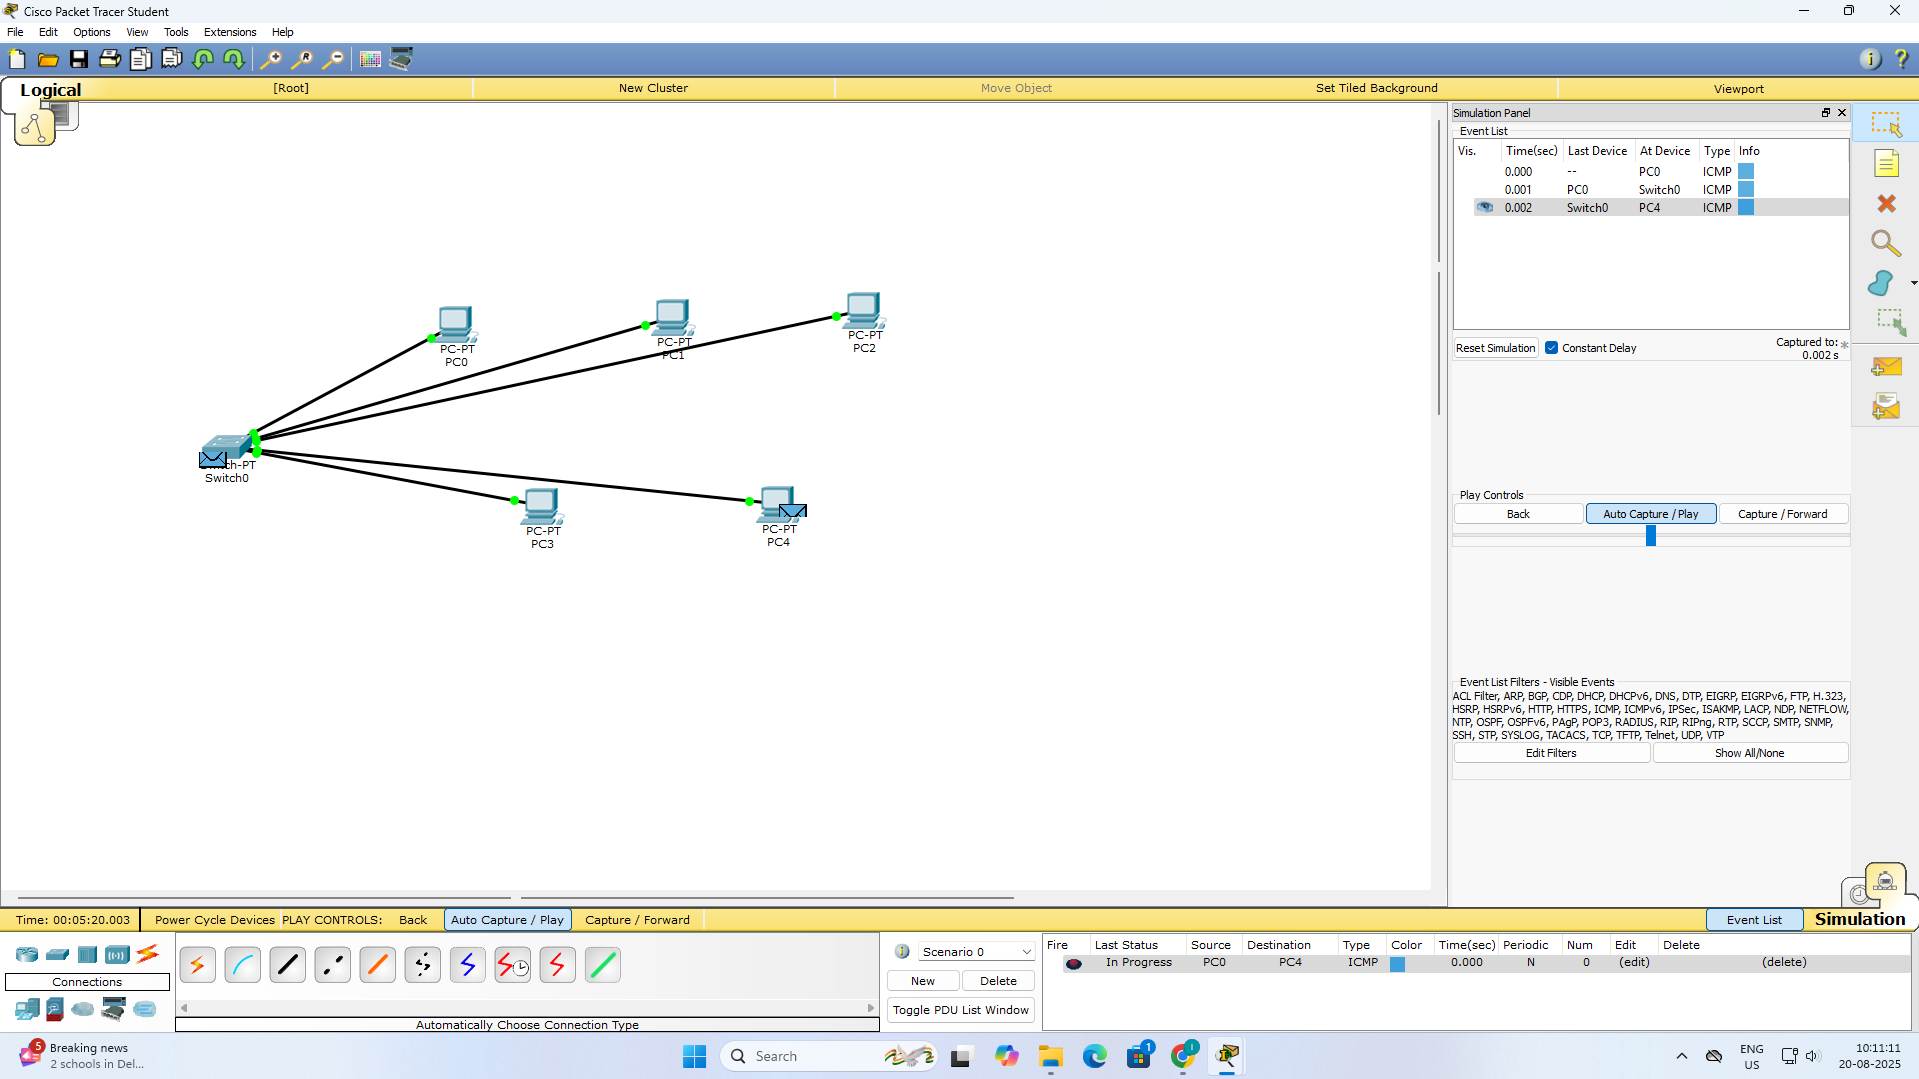 Cisco Packet Tracer Student
File Edit Options View Tools Extensions Help
Logical [Root] New Cluster Move Object Set Tiled Background Viewport
Simulation Panel
Event List
Vis. Time(sec) Last Device At Device Type Info
0.000 -- PC0 ICMP
0.001 PC0 Switch0 ICMP
0.002 Switch0 PC4 ICMP
Reset Simulation Constant Delay Captured to: *
0.002 s
PC-PT
PC0
PC-PT
PC1
PC-PT
PC2
Switch0
PC-PT
PC3
PC-PT
PC4
Play Controls
Back Auto Capture / Play Capture / Forward
Event List Filters - Visible Events
ACL Filter, ARP, BGP, CDP, DHCP, DHCPv6, DNS, DTP, EIGRP, EIGRPv6, FTP, H.323,
HSRP, HSRPv6, HTTP, HTTPS, ICMP, ICMPv6, IPSec, ISAKMP, LACP, NDP, NETFLOW,
NTP, OSPF, OSPFv6, PAgP, POP3, RADIUS, RIP, RIPng, RTP, SCCP, SMTP, SNMP,
SSH, STP, SYSLOG, TACACS, TCP, TFTP, Telnet, UDP, VTP
Edit Filters Show All/None
Time: 00:05:20.003 Power Cycle Devices PLAY CONTROLS: Back Auto Capture / Play Capture / Forward Event List Simulation
Connections
Automatically Choose Connection Type
Scenario 0
New Delete
Toggle PDU List Window
Fire Last Status Source Destination Type Color Time(sec) Periodic Num Edit Delete
In Progress PC0 PC4 ICMP 0.000 N 0 (edit) (delete)
5 Breaking news
2 schools in Del...
Search
1
ENG
US
10:11:11
20-08-2025